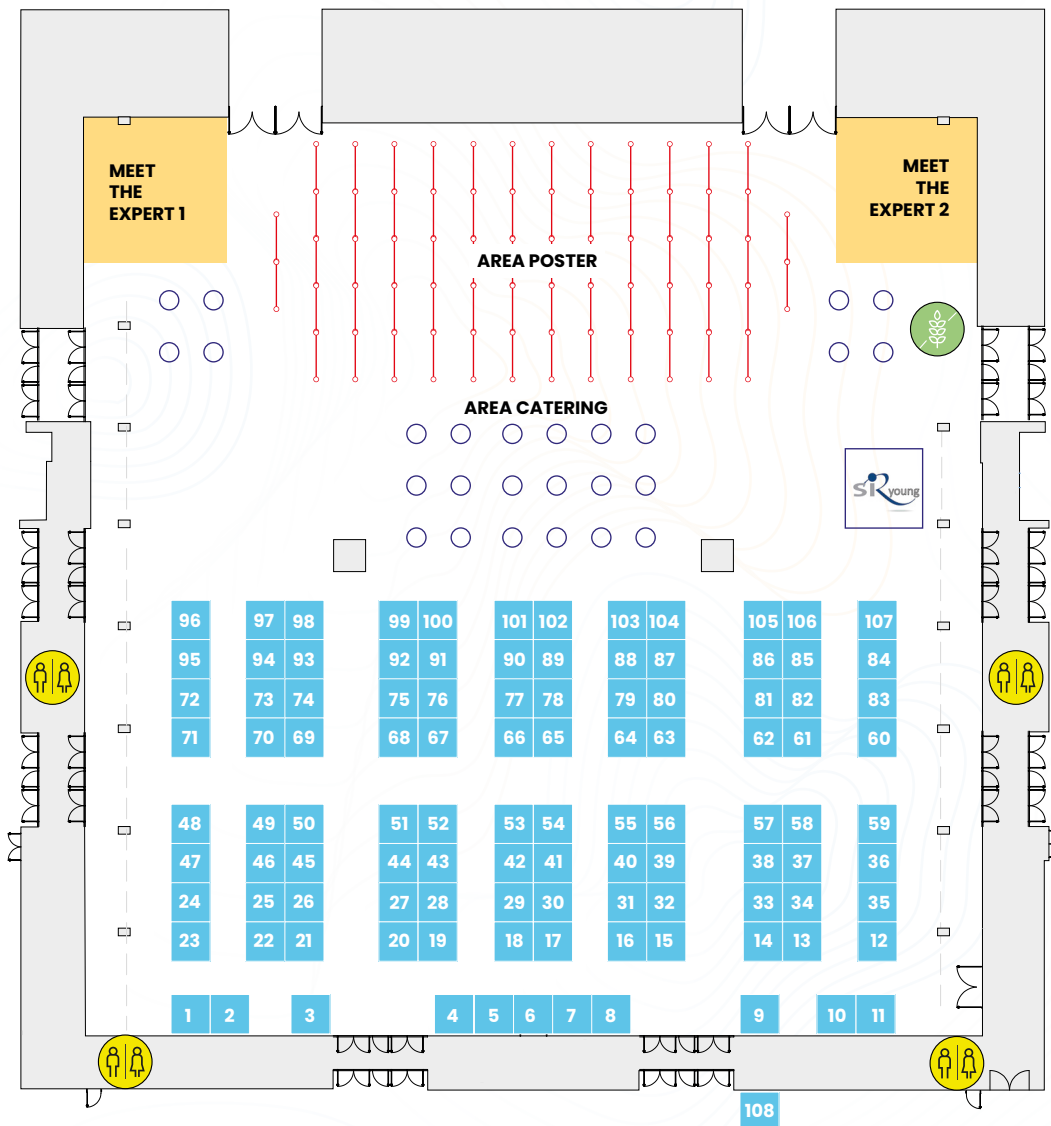 MEET
THE
EXPERT 1
MEET
THE
EXPERT 2
AREA POSTER
AREA CATERING
SIR young
96 97 98 99 100 101 102 103 104 105 106 107
95 94 93 92 91 90 89 88 87 86 85 84
72 73 74 75 76 77 78 79 80 81 82 83
71 70 69 68 67 66 65 64 63 62 61 60
48 49 50 51 52 53 54 55 56 57 58 59
47 46 45 44 43 42 41 40 39 38 37 36
24 25 26 27 28 29 30 31 32 33 34 35
23 22 21 20 19 18 17 16 15 14 13 12
1 2 3 4 5 6 7 8 9 10 11
108